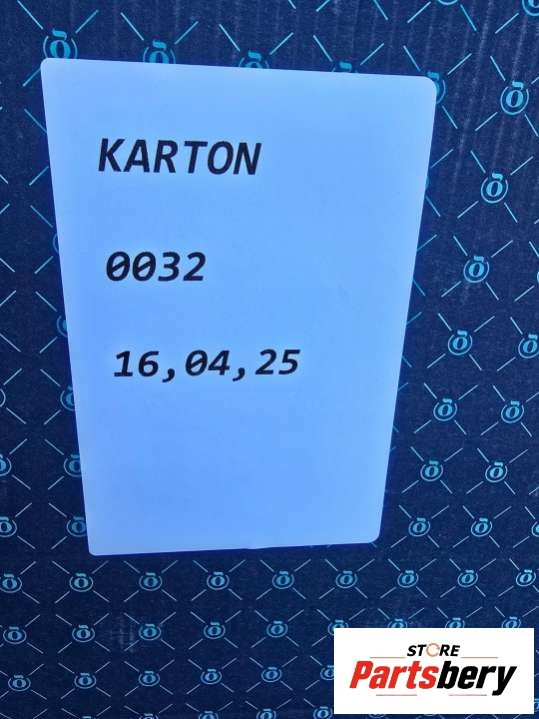 KARTON
0032
16,04,25
STORE
Partsbery